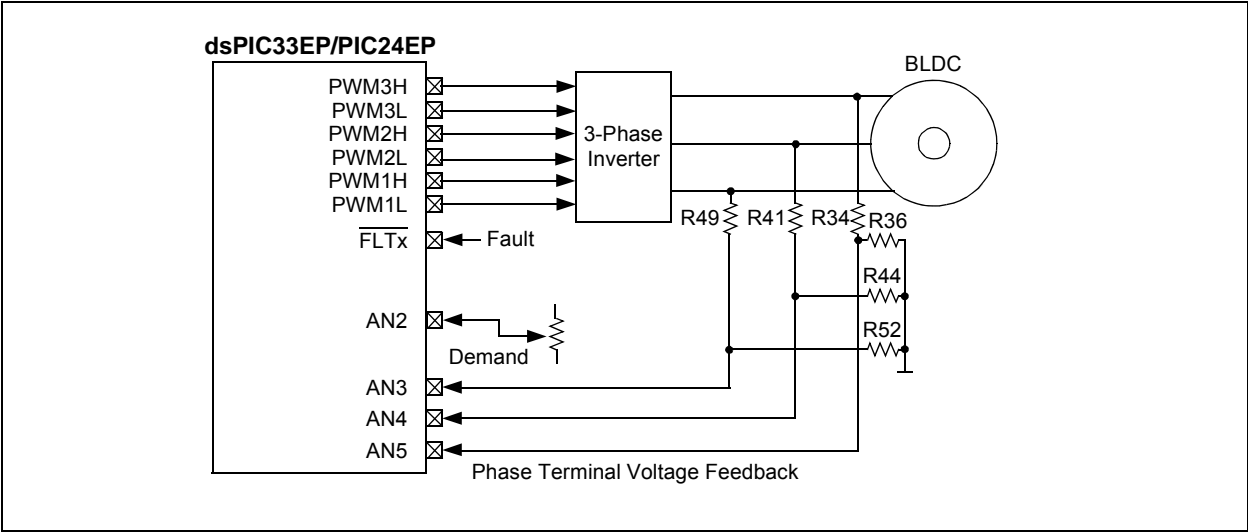 dsPIC33EP/PIC24EP
BLDC
PWM3H
PWM3L
PWM2H
PWM2L
PWM1H
PWM1L
3-Phase
Inverter
R49
R41
R34
R36
FLTx
Fault
R44
AN2
R52
Demand
AN3
AN4
AN5
Phase Terminal Voltage Feedback